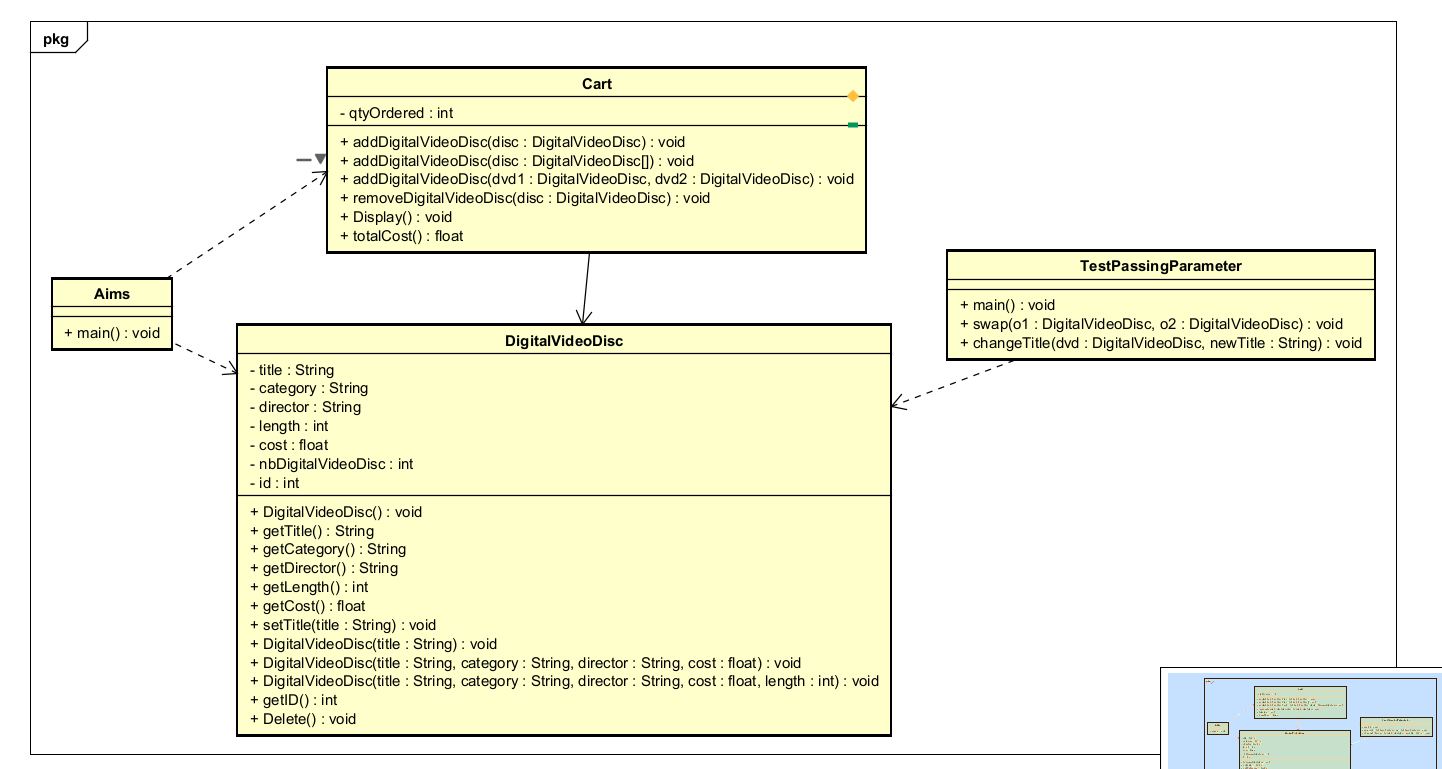 pkg
Cart
- qtyOrdered : int
+ addDigitalVideoDisc(disc : DigitalVideoDisc) : void
+ addDigitalVideoDisc(disc : DigitalVideoDisc[]) : void
+ addDigitalVideoDisc(dvd1 : DigitalVideoDisc, dvd2 : DigitalVideoDisc) : void
+ removeDigitalVideoDisc(disc : DigitalVideoDisc) : void
+ Display() : void
+ totalCost() : float
Aims
+ main() : void
TestPassingParameter
+ main() : void
+ swap(o1 : DigitalVideoDisc, o2 : DigitalVideoDisc) : void
+ changeTitle(dvd : DigitalVideoDisc, newTitle : String) : void
DigitalVideoDisc
- title : String
- category : String
- director : String
- length : int
- cost : float
- nbDigitalVideoDisc : int
- id : int
+ DigitalVideoDisc() : void
+ getTitle() : String
+ getCategory() : String
+ getDirector() : String
+ getLength() : int
+ getCost() : float
+ setTitle(title : String) : void
+ DigitalVideoDisc(title : String) : void
+ DigitalVideoDisc(title : String, category : String, director : String, cost : float) : void
+ DigitalVideoDisc(title : String, category : String, director : String, cost : float, length : int) : void
+ getID() : int
+ Delete() : void